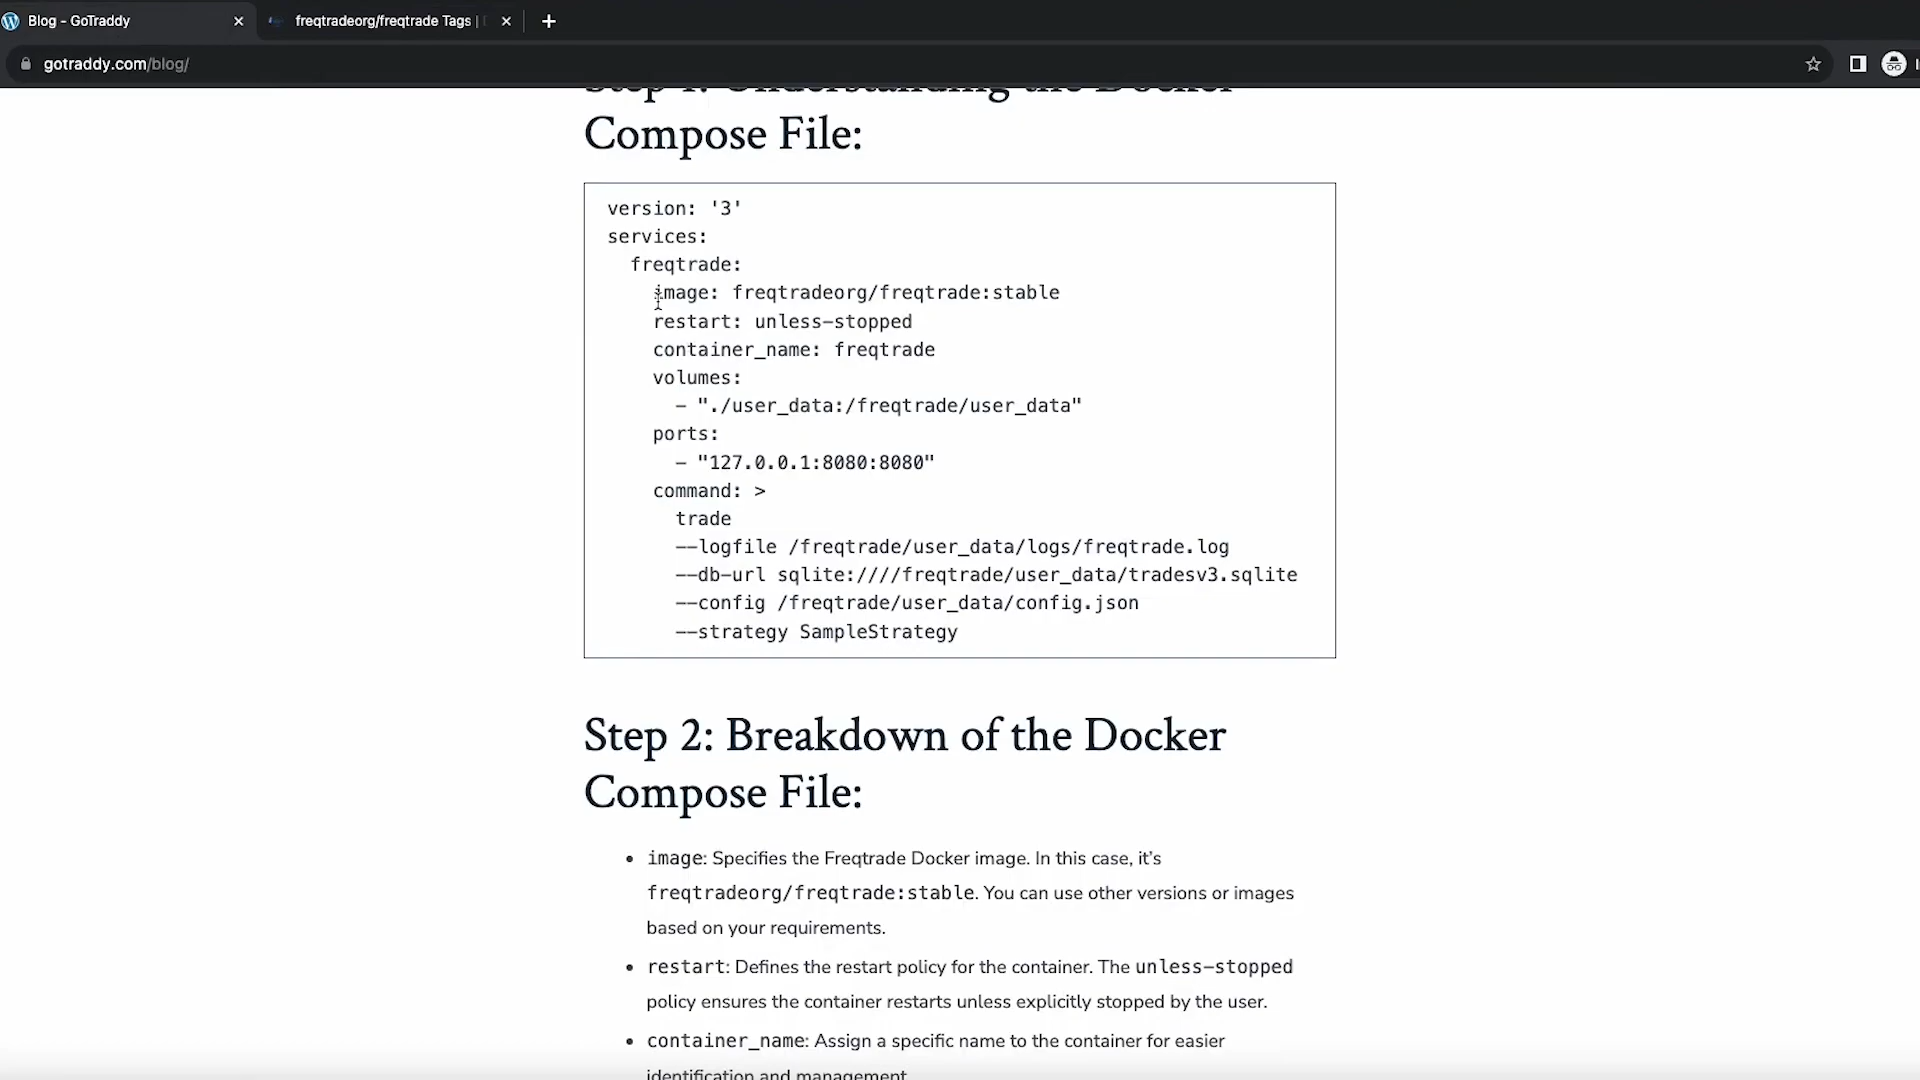 Blog - GoTraddy
freqtradeorg/freqtrade Tags |
gotraddy.com/blog/
Step 1: Understanding the Docker
Compose File:
version: '3'
services:
freqtrade:
image: freqtradeorg/freqtrade:stable
restart: unless-stopped
container_name: freqtrade
volumes:
- "./user_data:/freqtrade/user_data"
ports:
- "127.0.0.1:8080:8080"
command: >
trade
--logfile /freqtrade/user_data/logs/freqtrade.log
--db-url sqlite:////freqtrade/user_data/tradesv3.sqlite
--config /freqtrade/user_data/config.json
--strategy SampleStrategy
Step 2: Breakdown of the Docker
Compose File:
• image: Specifies the Freqtrade Docker image. In this case, it’s
freqtradeorg/freqtrade:stable. You can use other versions or images
based on your requirements.
• restart: Defines the restart policy for the container. The unless-stopped
policy ensures the container restarts unless explicitly stopped by the user.
• container_name: Assign a specific name to the container for easier
identification and management.